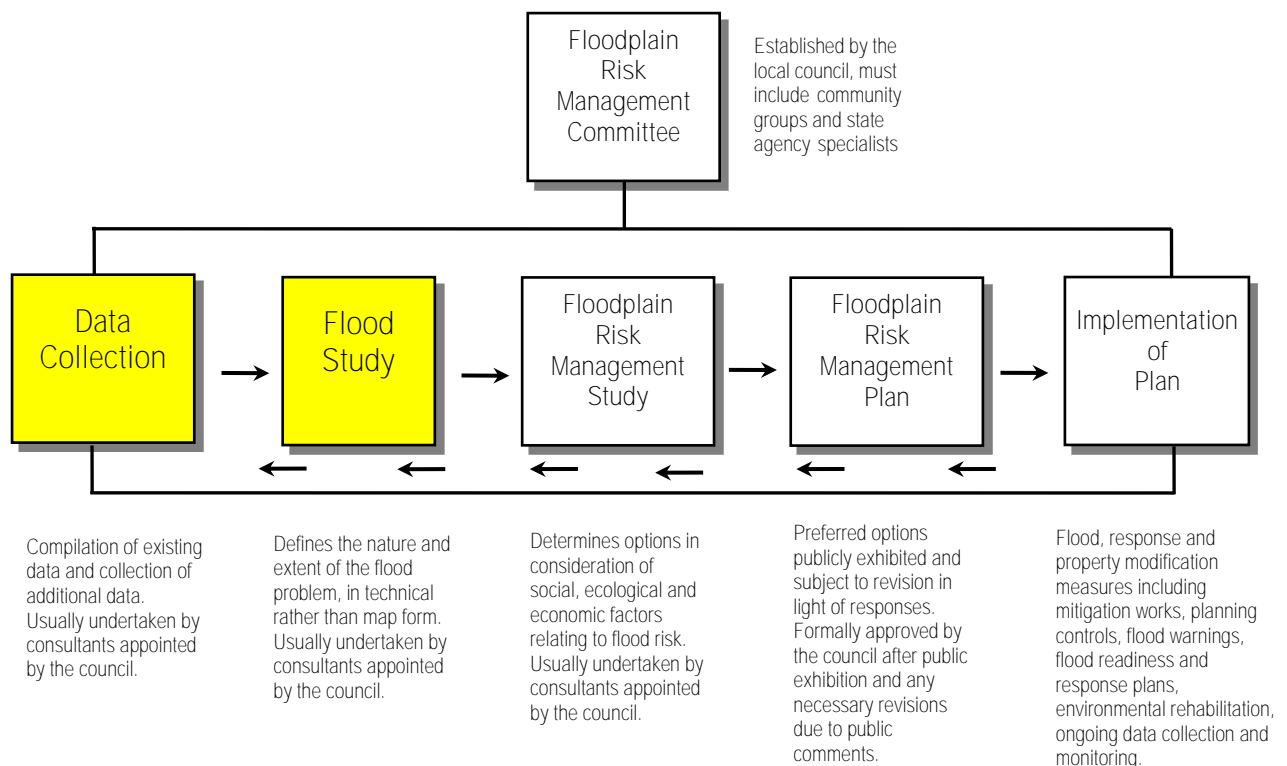 Floodplain
Risk
Management
Committee
Established by the
local council, must
include community
groups and state
agency specialists
Data
Collection
Flood
Study
Floodplain
Risk
Management
Study
Floodplain
Risk
Management
Plan
Implementation
of
Plan
Compilation of existing
data and collection of
additional data.
Usually undertaken by
consultants appointed
by the council.
Defines the nature and
extent of the flood
problem, in technical
rather than map form.
Usually undertaken by
consultants appointed
by the council.
Determines options in
consideration of
social, ecological and
economic factors
relating to flood risk.
Usually undertaken by
consultants appointed
by the council.
Preferred options
publicly exhibited and
subject to revision in
light of responses.
Formally approved by
the council after public
exhibition and any
necessary revisions
due to public
comments.
Flood, response and
property modification
measures including
mitigation works, planning
controls, flood warnings,
flood readiness and
response plans,
environmental rehabilitation,
ongoing data collection and
monitoring.